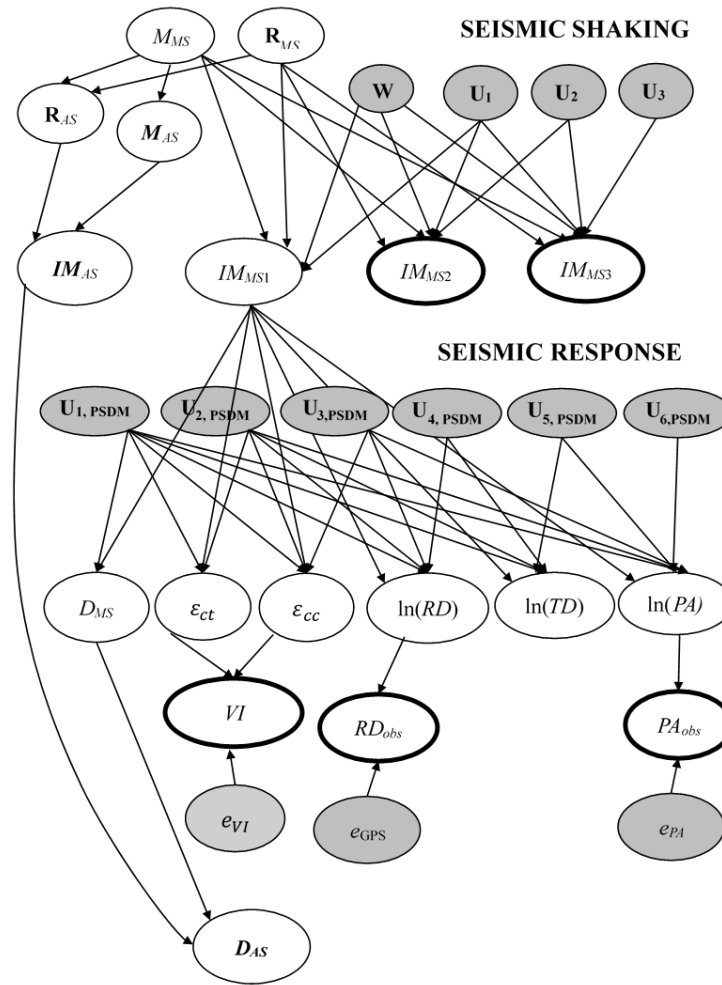 M_MS R_MS SEISMIC SHAKING
W U_1 U_2 U_3
R_AS M_AS
IM_AS IM_MS1 IM_MS2 IM_MS3
SEISMIC RESPONSE
U_1, PSDM U_2, PSDM U_3,PSDM U_4, PSDM U_5, PSDM U_6,PSDM
D_MS ε_ct ε_cc ln(RD) ln(TD) ln(PA)
VI RD_obs PA_obs
e_VI e_GPS e_PA
D_AS